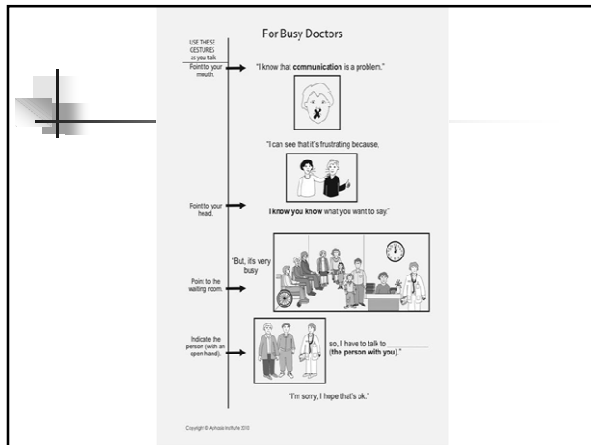 For Busy Doctors
USE THESE
GESTURES
as you talk
Point to your
mouth.
"I know that communication is a problem."
"I can see that it's frustrating because,
Point to your
head.
I know you know what you want to say."
"But, it's very
busy
Point to the
waiting room.
Indicate the
person (with an
open hand).
so, I have to talk to ____________
(the person with you)."
"I'm sorry, I hope that's ok."
Copyright © Aphasia Institute